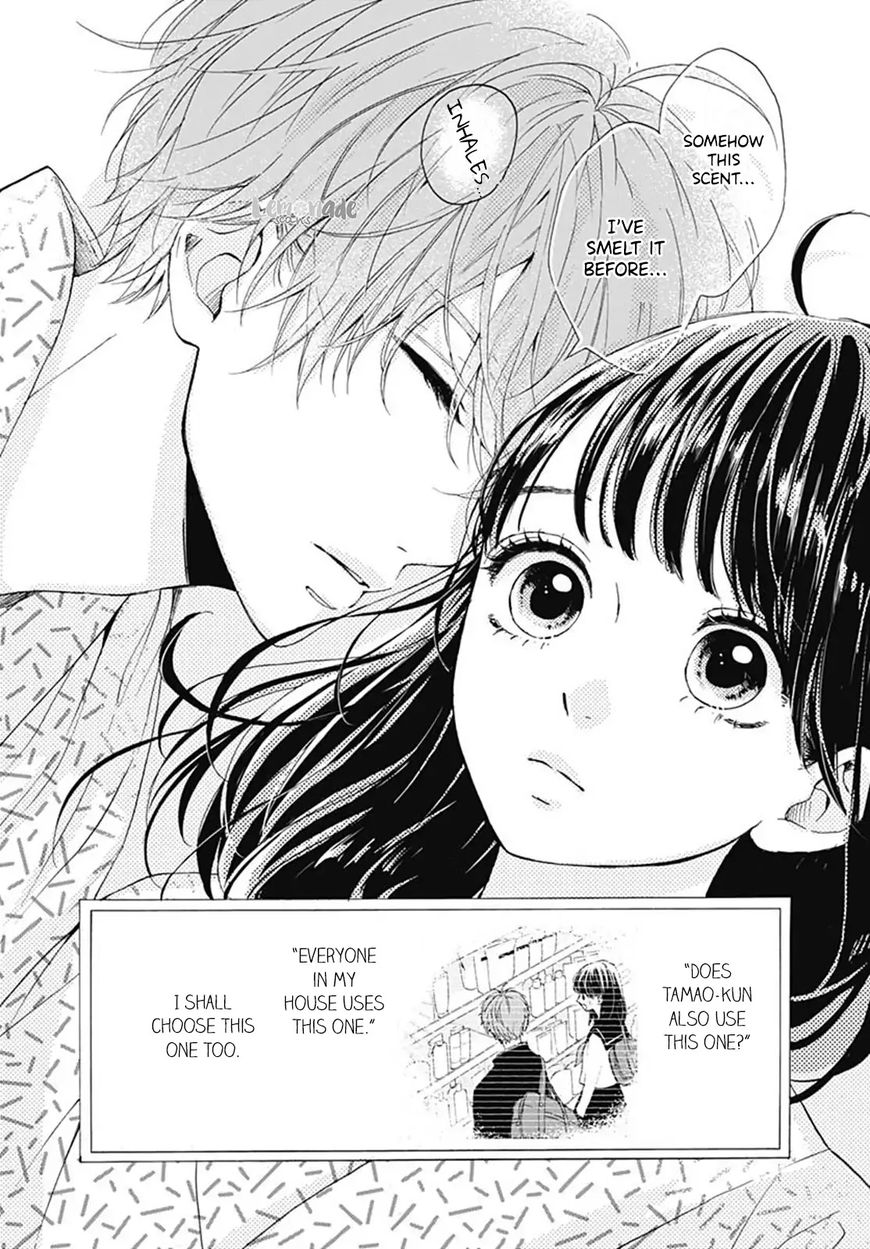 SOMEHOW
THIS
SCENT...
I'VE
SMELT IT
BEFORE...
INHALES...
Lemonade
"DOES
TAMAO-KUN
ALSO USE
THIS ONE?"
"EVERYONE
IN MY
HOUSE USES
THIS ONE."
I SHALL
CHOOSE THIS
ONE TOO.